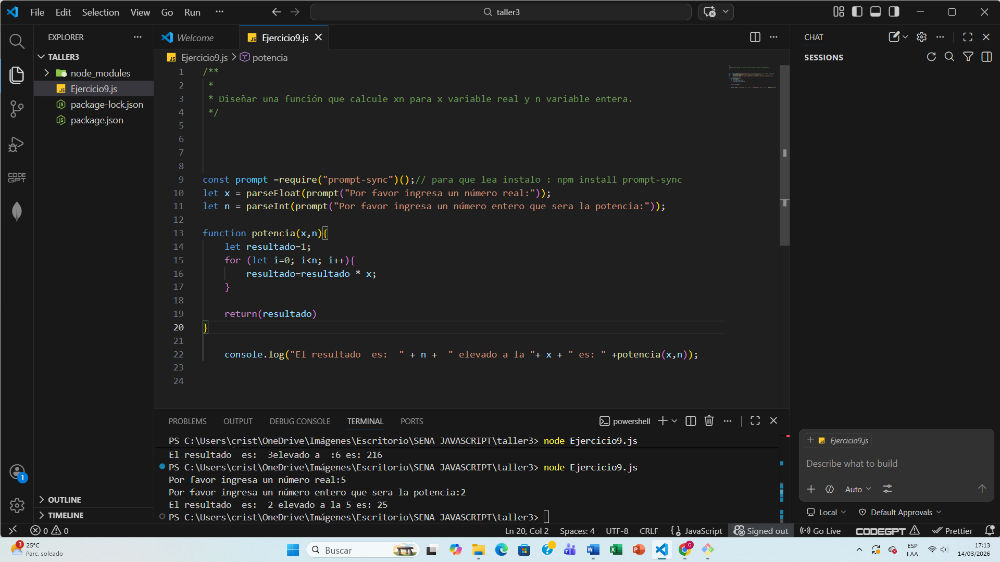 File Edit Selection View Go Run ···
taller3
EXPLORER
TALLER3
node_modules
Ejercicio9.js
package-lock.json
package.json
OUTLINE
TIMELINE
CODE
GPT
1
Welcome
JS Ejercicio9.js
JS Ejercicio9.js > potencia
1 /**
2 *
3 * Diseñar una función que calcule xn para x variable real y n variable entera.
4 */
5
6
7
8
9 const prompt =require("prompt-sync")();// para que lea instalo : npm install prompt-sync
10 let x = parseFloat(prompt("Por favor ingresa un número real:"));
11 let n = parseInt(prompt("Por favor ingresa un número entero que sera la potencia:"));
12
13 function potencia(x,n){
14 let resultado=1;
15 for (let i=0; i<n; i++){
16 resultado=resultado * x;
17 }
18
19 return(resultado)
20 }
21
22 console.log("El resultado  es:  " + n +  " elevado a la "+ x + " es: " +potencia(x,n));
23
24
PROBLEMS OUTPUT DEBUG CONSOLE TERMINAL PORTS
powershell
PS C:\Users\crist\OneDrive\Imágenes\Escritorio\SENA JAVASCRIPT\taller3> node Ejercicio9.js
El resultado  es:  3elevado a  :6 es: 216
PS C:\Users\crist\OneDrive\Imágenes\Escritorio\SENA JAVASCRIPT\taller3> node Ejercicio9.js
Por favor ingresa un número real:5
Por favor ingresa un número entero que sera la potencia:2
El resultado  es:  2 elevado a la 5 es: 25
PS C:\Users\crist\OneDrive\Imágenes\Escritorio\SENA JAVASCRIPT\taller3>
CHAT
SESSIONS
JS Ejercicio9.js
Describe what to build
Auto
Local Default Approvals
0 0 Ln 20, Col 2 Spaces: 4 UTF-8 CRLF JavaScript Signed out Go Live CODEGPT Prettier
3
25°C
Parc. soleado
Buscar
C
ESP
LAA
17:13
14/03/2026